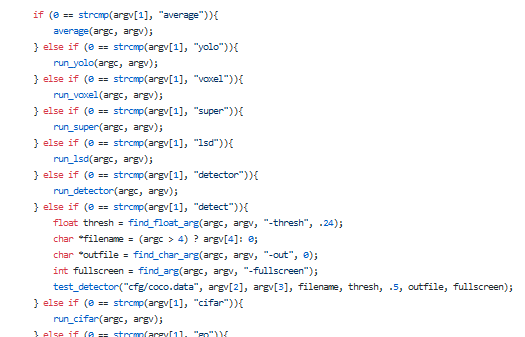 if (0 == strcmp(argv[1], "average")){
average(argc, argv);
} else if (0 == strcmp(argv[1], "yolo")){
run_yolo(argc, argv);
} else if (0 == strcmp(argv[1], "voxel")){
run_voxel(argc, argv);
} else if (0 == strcmp(argv[1], "super")){
run_super(argc, argv);
} else if (0 == strcmp(argv[1], "lsd")){
run_lsd(argc, argv);
} else if (0 == strcmp(argv[1], "detector")){
run_detector(argc, argv);
} else if (0 == strcmp(argv[1], "detect")){
float thresh = find_float_arg(argc, argv, "-thresh", .24);
char *filename = (argc > 4) ? argv[4]: 0;
char *outfile = find_char_arg(argc, argv, "-out", 0);
int fullscreen = find_arg(argc, argv, "-fullscreen");
test_detector("cfg/coco.data", argv[2], argv[3], filename, thresh, .5, outfile, fullscreen);
} else if (0 == strcmp(argv[1], "cifar")){
run_cifar(argc, argv);
} else if (0 == strcmp(argv[1], "go")){